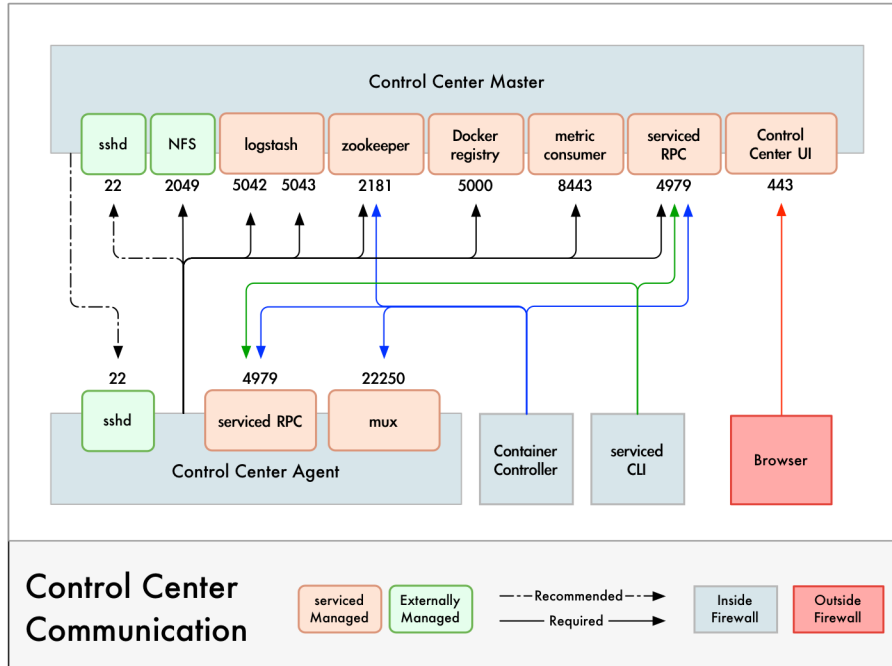 Control Center Master
sshd
NFS
logstash
zookeeper
Docker
registry
metric
consumer
serviced
RPC
Control
Center UI
22
2049
5042
5043
2181
5000
8443
4979
443
22
4979
22250
sshd
serviced RPC
mux
Control Center Agent
Container
Controller
serviced
CLI
Browser
Control Center
Communication
serviced
Managed
Externally
Managed
Recommended
Required
Inside
Firewall
Outside
Firewall